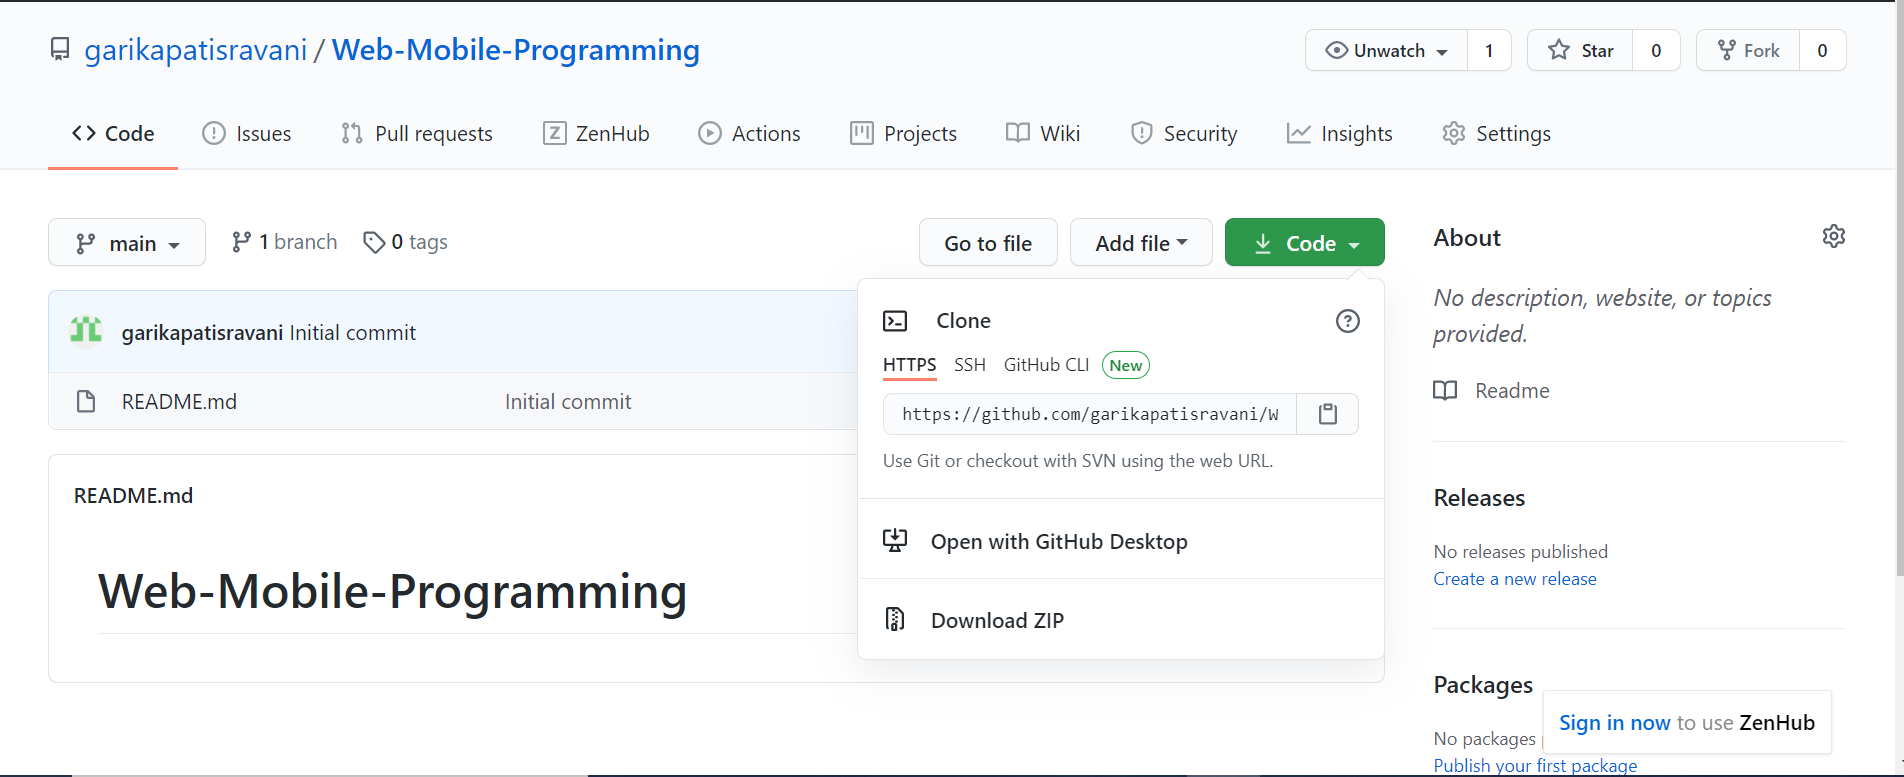 garikapatisravani / Web-Mobile-Programming
Unwatch 1
Star 0
Fork 0
Code Issues Pull requests ZenHub Actions Projects Wiki Security Insights Settings
main 1 branch 0 tags
Go to file Add file Code
garikapatisravani Initial commit
README.md Initial commit
README.md
Web-Mobile-Programming
Clone
HTTPS SSH GitHub CLI New
https://github.com/garikapatisravani/W
Use Git or checkout with SVN using the web URL.
Open with GitHub Desktop
Download ZIP
About
No description, website, or topics
provided.
Readme
Releases
No releases published
Create a new release
Packages
No packages
Publish your first package
Sign in now to use ZenHub